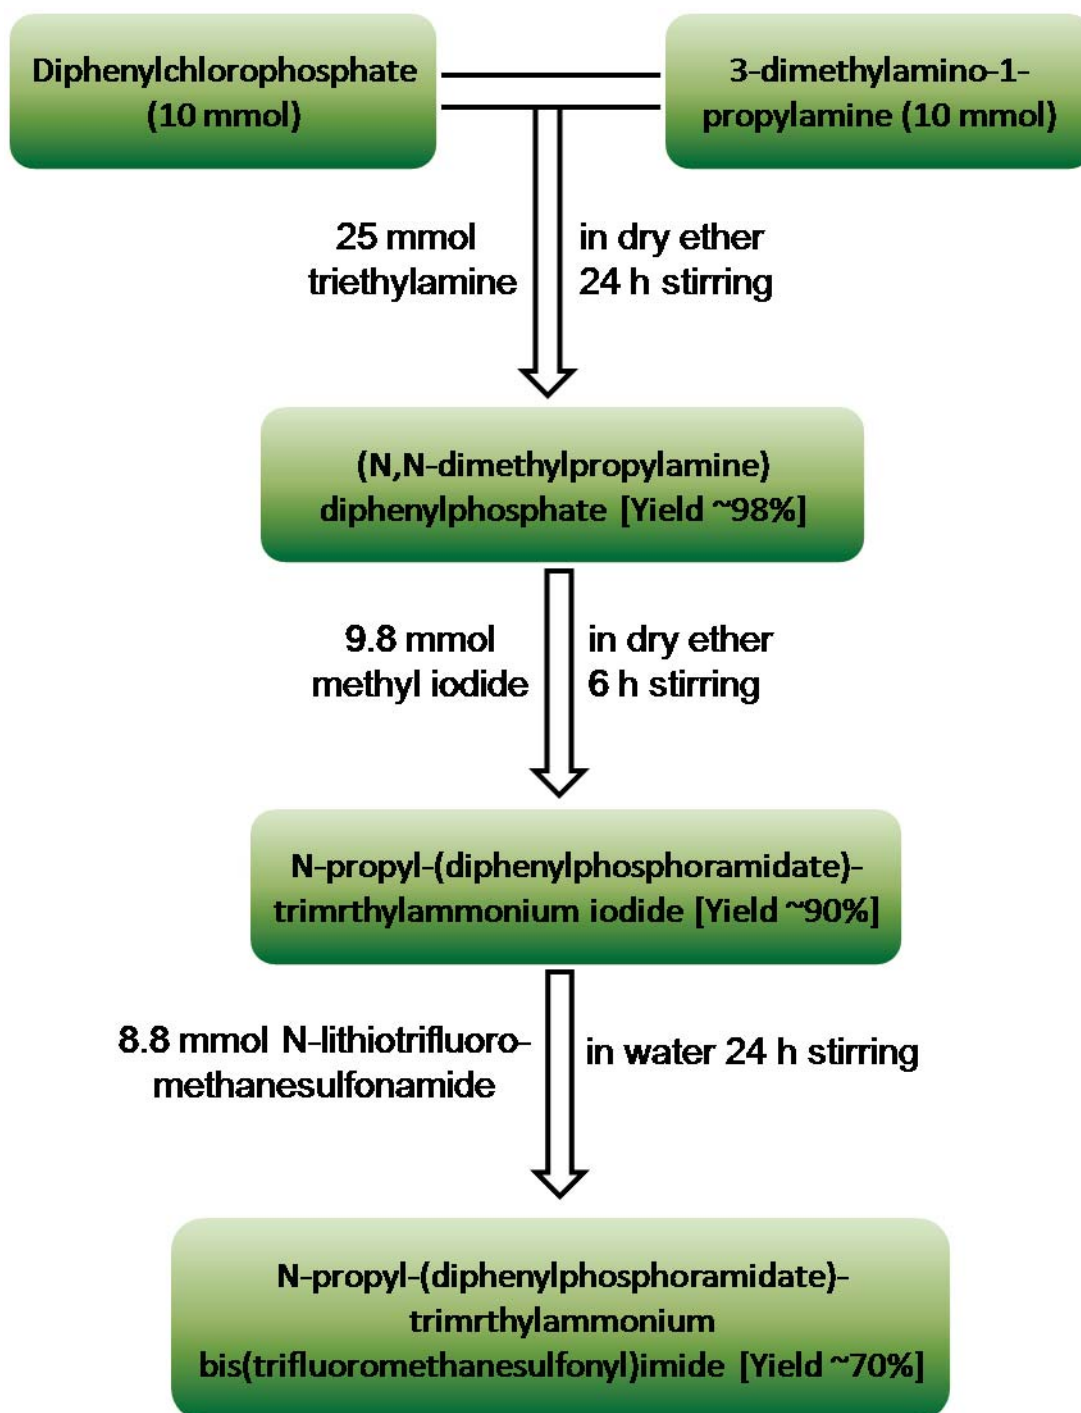 Diphenylchlorophosphate
(10 mmol)
3-dimethylamino-1-
propylamine (10 mmol)
25 mmol
triethylamine
in dry ether
24 h stirring
(N,N-dimethylpropylamine)
diphenylphosphate [Yield ~98%]
9.8 mmol
methyl iodide
in dry ether
6 h stirring
N-propyl-(diphenylphosphoramidate)-
trimrthylammonium iodide [Yield ~90%]
8.8 mmol N-lithiotrifluoro-
methanesulfonamide
in water 24 h stirring
N-propyl-(diphenylphosphoramidate)-
trimrthylammonium
bis(trifluoromethanesulfonyl)imide [Yield ~70%]